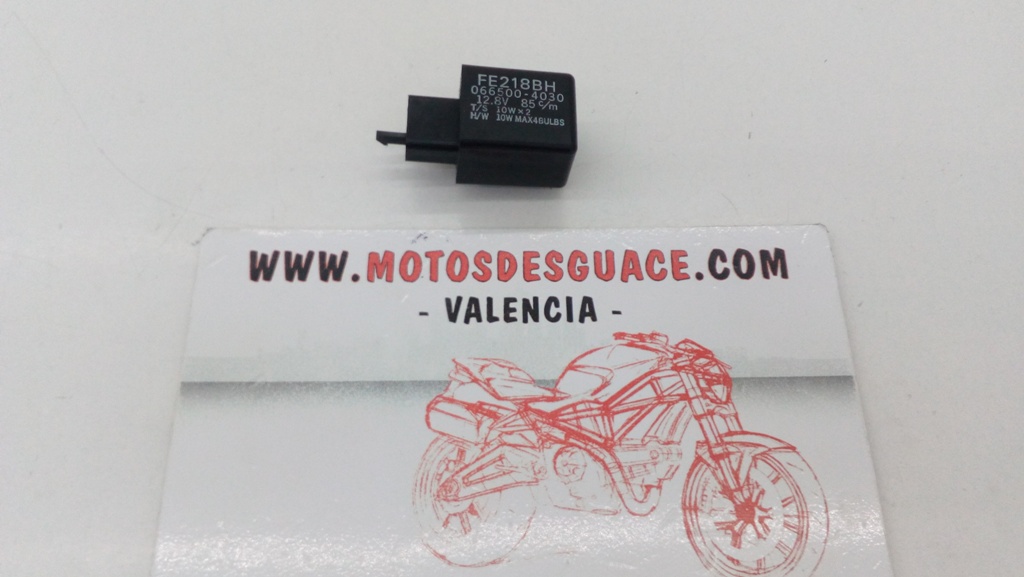 FE218BH
066500-4030
12.8V 85c/m
T/S 10W×2
H/W 10W MAX4BULBS
WWW.MOTOSDESGUACE.COM
- VALENCIA -